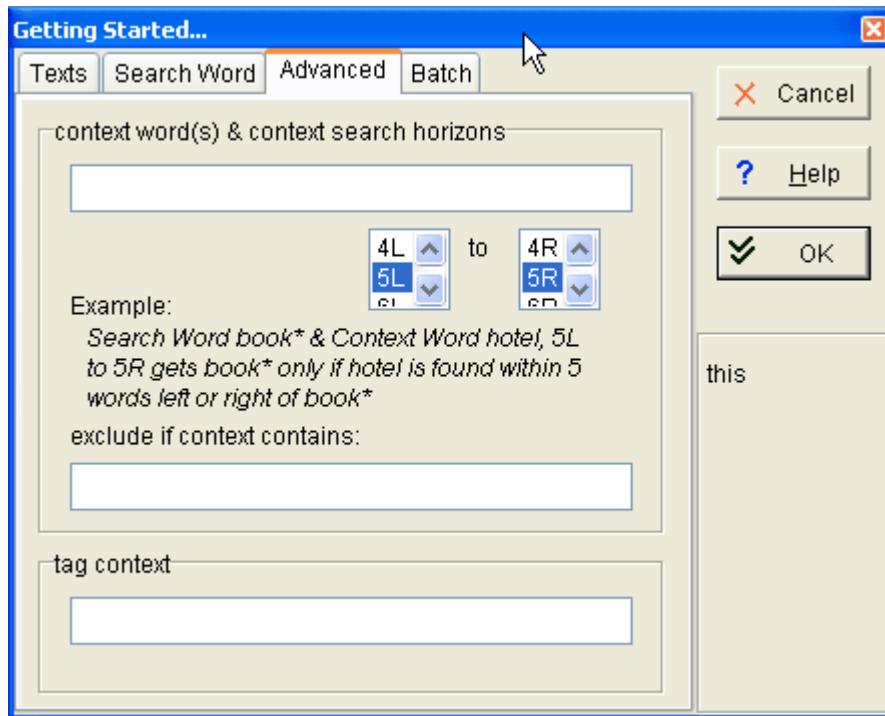 Getting Started...
Texts
Search Word
Advanced
Batch
Cancel
Help
OK
context word(s) & context search horizons
4L
5L
to
4R
5R
Example:
Search Word book* & Context Word hotel, 5L
to 5R gets book* only if hotel is found within 5
words left or right of book*
exclude if context contains:
tag context
this